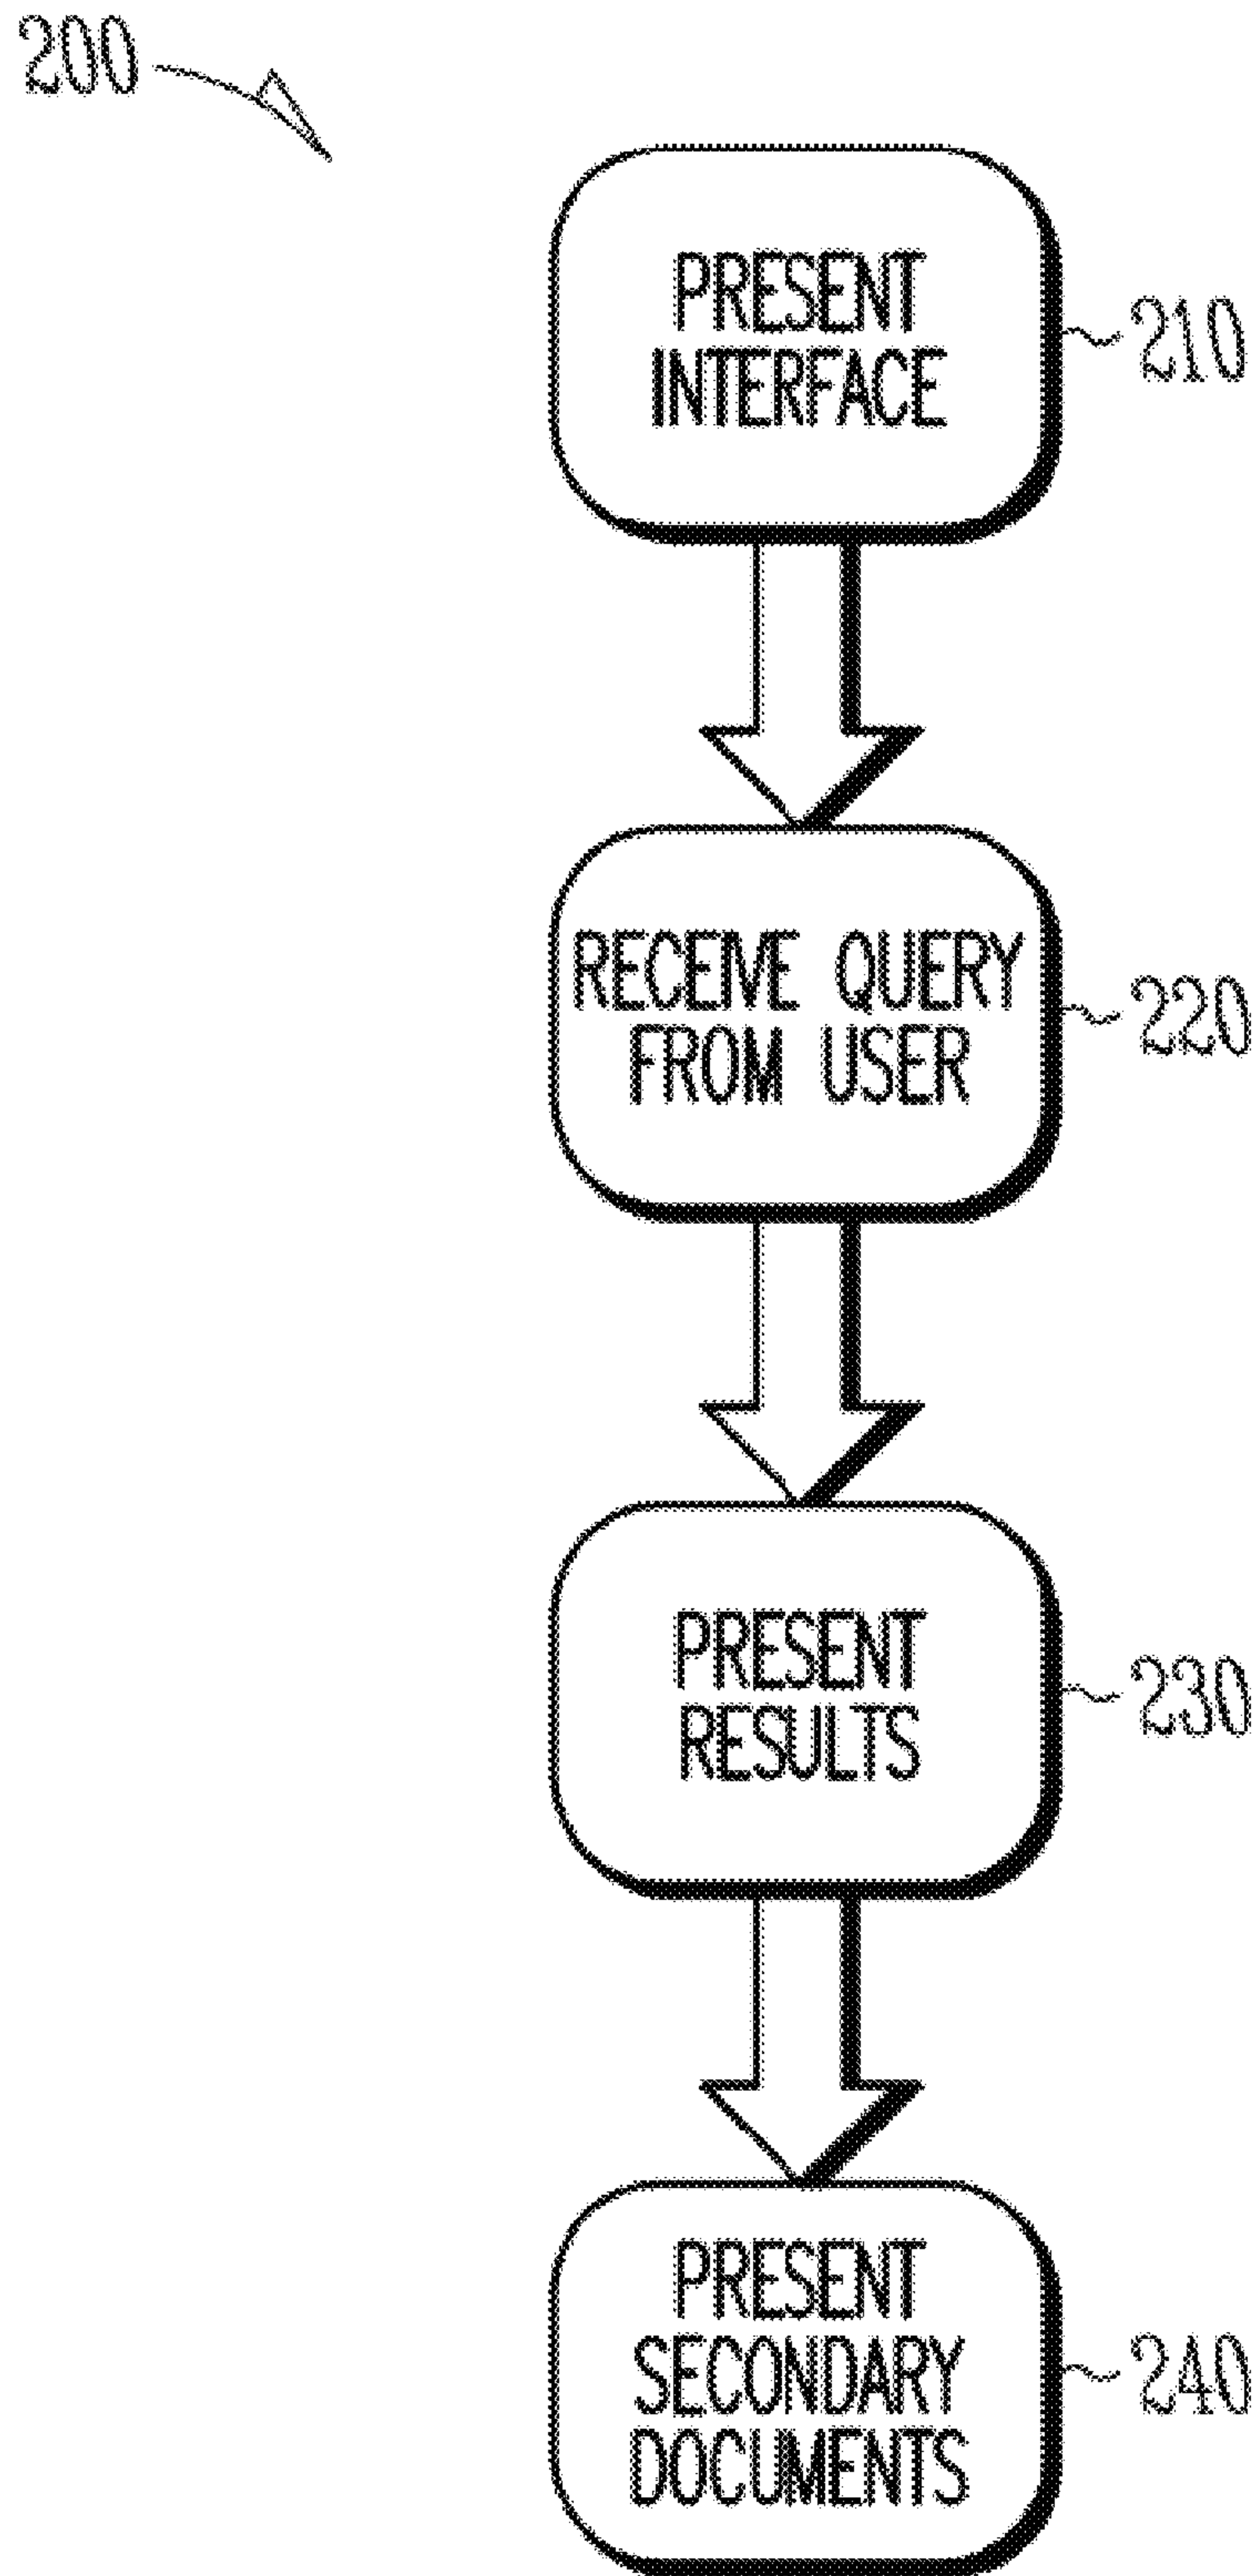 200
PRESENT
INTERFACE
210
RECEIVE QUERY
FROM USER
220
PRESENT
RESULTS
230
PRESENT
SECONDARY
DOCUMENTS
240